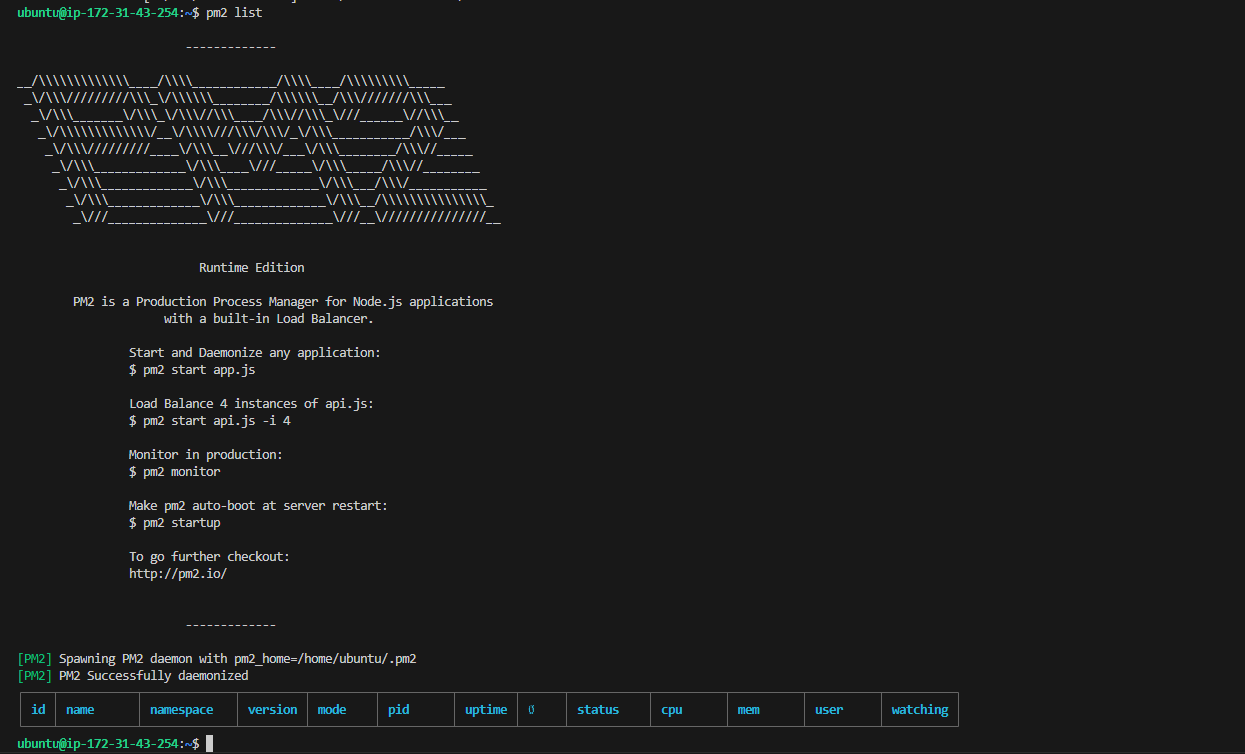 ubuntu@ip-172-31-43-254:~$ pm2 list
-------------
__/\\\\\\\\\\\\\____/\\\\____________/\\\\____/\\\\\\\\\_____
_\/\\\/////////\\\_\/\\\\\\________/\\\\\\__/\\\///////\\\___
_\/\\\_______\/\\\_\/\\\//\\\____/\\\//\\\_\///______\//\\\__
_\/\\\\\\\\\\\\\/__\/\\\\///\\\/\\\/_\/\\\___________/\\\/___
_\/\\\/////////____\/\\\__\///\\\/___\/\\\________/\\\//_____
_\/\\\_____________\/\\\____\///_____\/\\\_____/\\\//________
_\/\\\_____________\/\\\_____________\/\\\___/\\\/___________
_\/\\\_____________\/\\\_____________\/\\\__/\\\\\\\\\\\\\\\_
_\///______________\///______________\///__\///////////////__
Runtime Edition
PM2 is a Production Process Manager for Node.js applications
with a built-in Load Balancer.
Start and Daemonize any application:
$ pm2 start app.js
Load Balance 4 instances of api.js:
$ pm2 start api.js -i 4
Monitor in production:
$ pm2 monitor
Make pm2 auto-boot at server restart:
$ pm2 startup
To go further checkout:
http://pm2.io/
-------------
[PM2] Spawning PM2 daemon with pm2_home=/home/ubuntu/.pm2
[PM2] PM2 Successfully daemonized
id name namespace version mode pid uptime ↺ status cpu mem user watching
ubuntu@ip-172-31-43-254:~$